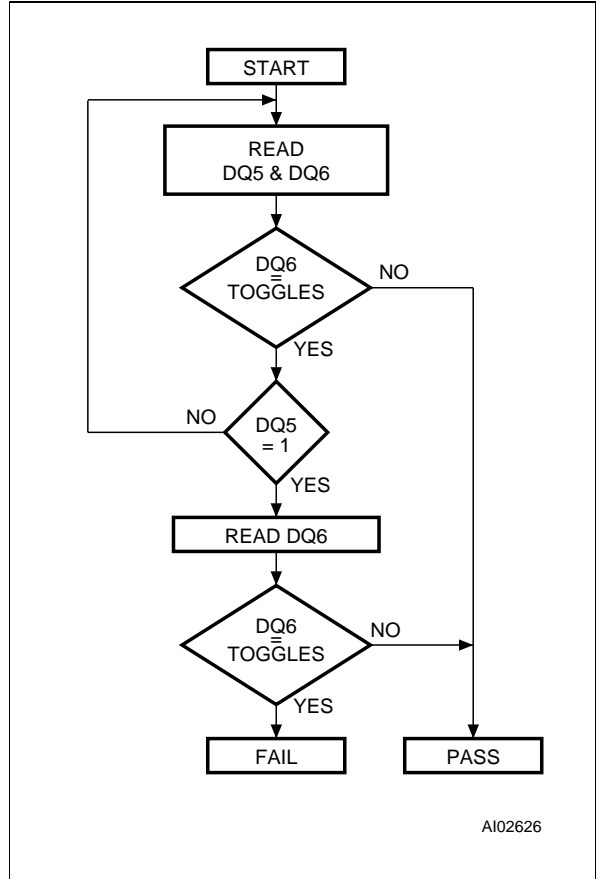 START
READ
DQ5 & DQ6
DQ6
=
TOGGLES
NO
YES
NO
DQ5
= 1
YES
READ DQ6
DQ6
=
TOGGLES
NO
YES
FAIL
PASS
AI02626